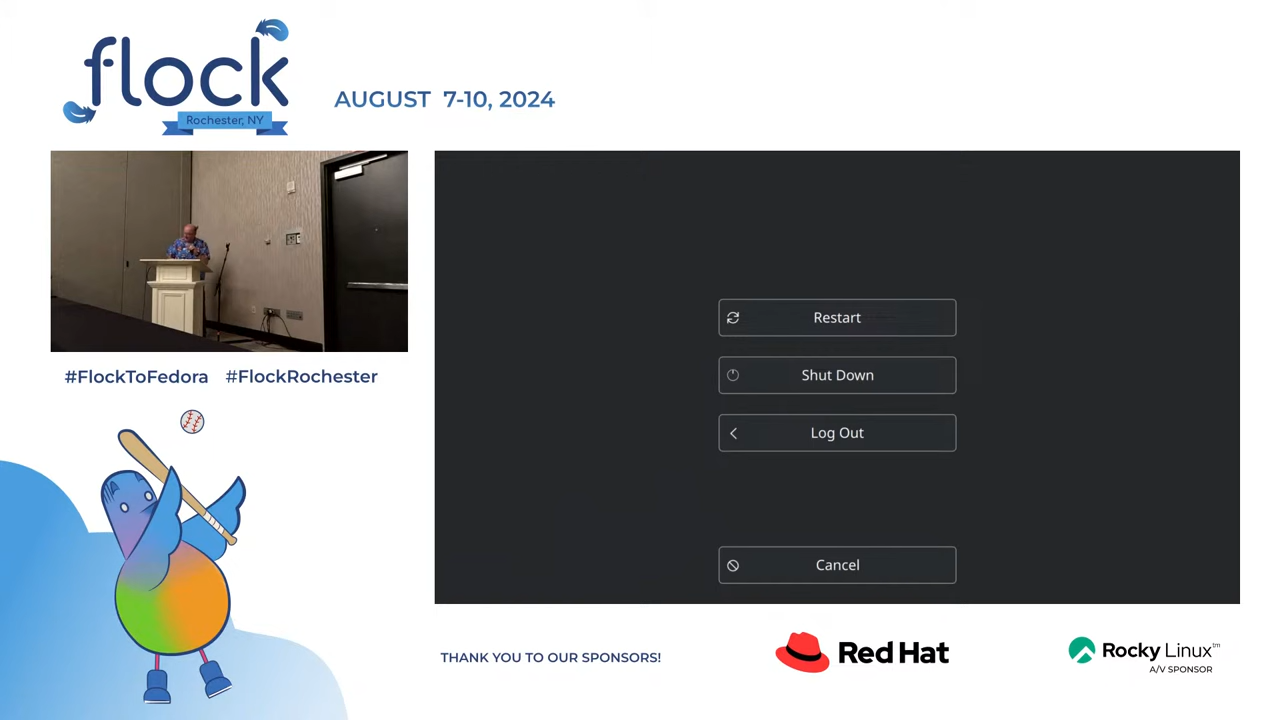 flock
Rochester, NY
AUGUST 7-10, 2024
#FlockToFedora #FlockRochester
Restart
Shut Down
Log Out
Cancel
THANK YOU TO OUR SPONSORS!
Red Hat
Rocky Linux™
A/V SPONSOR